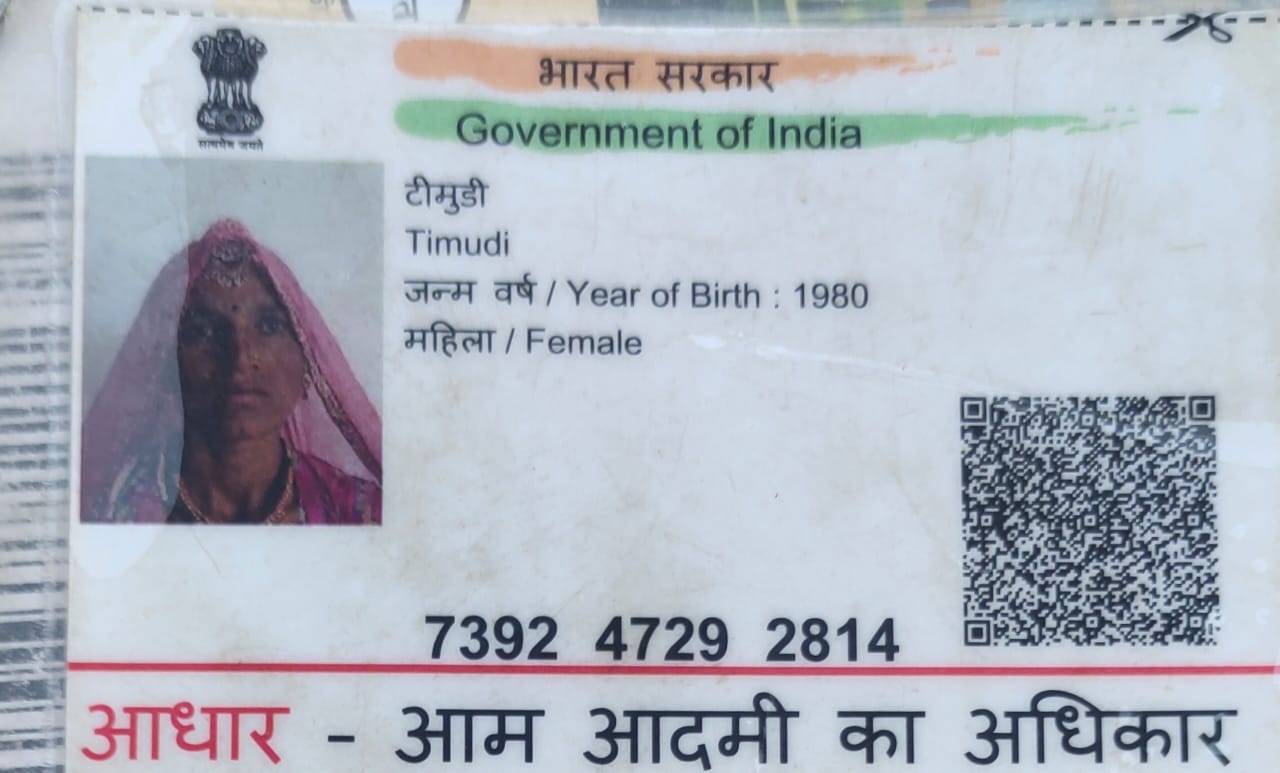 भारत सरकार
Government of India
सत्यमेव जयते
टीमुडी
Timudi
जन्म वर्ष / Year of Birth : 1980
महिला / Female
7392 4729 2814
आधार - आम आदमी का अधिकार